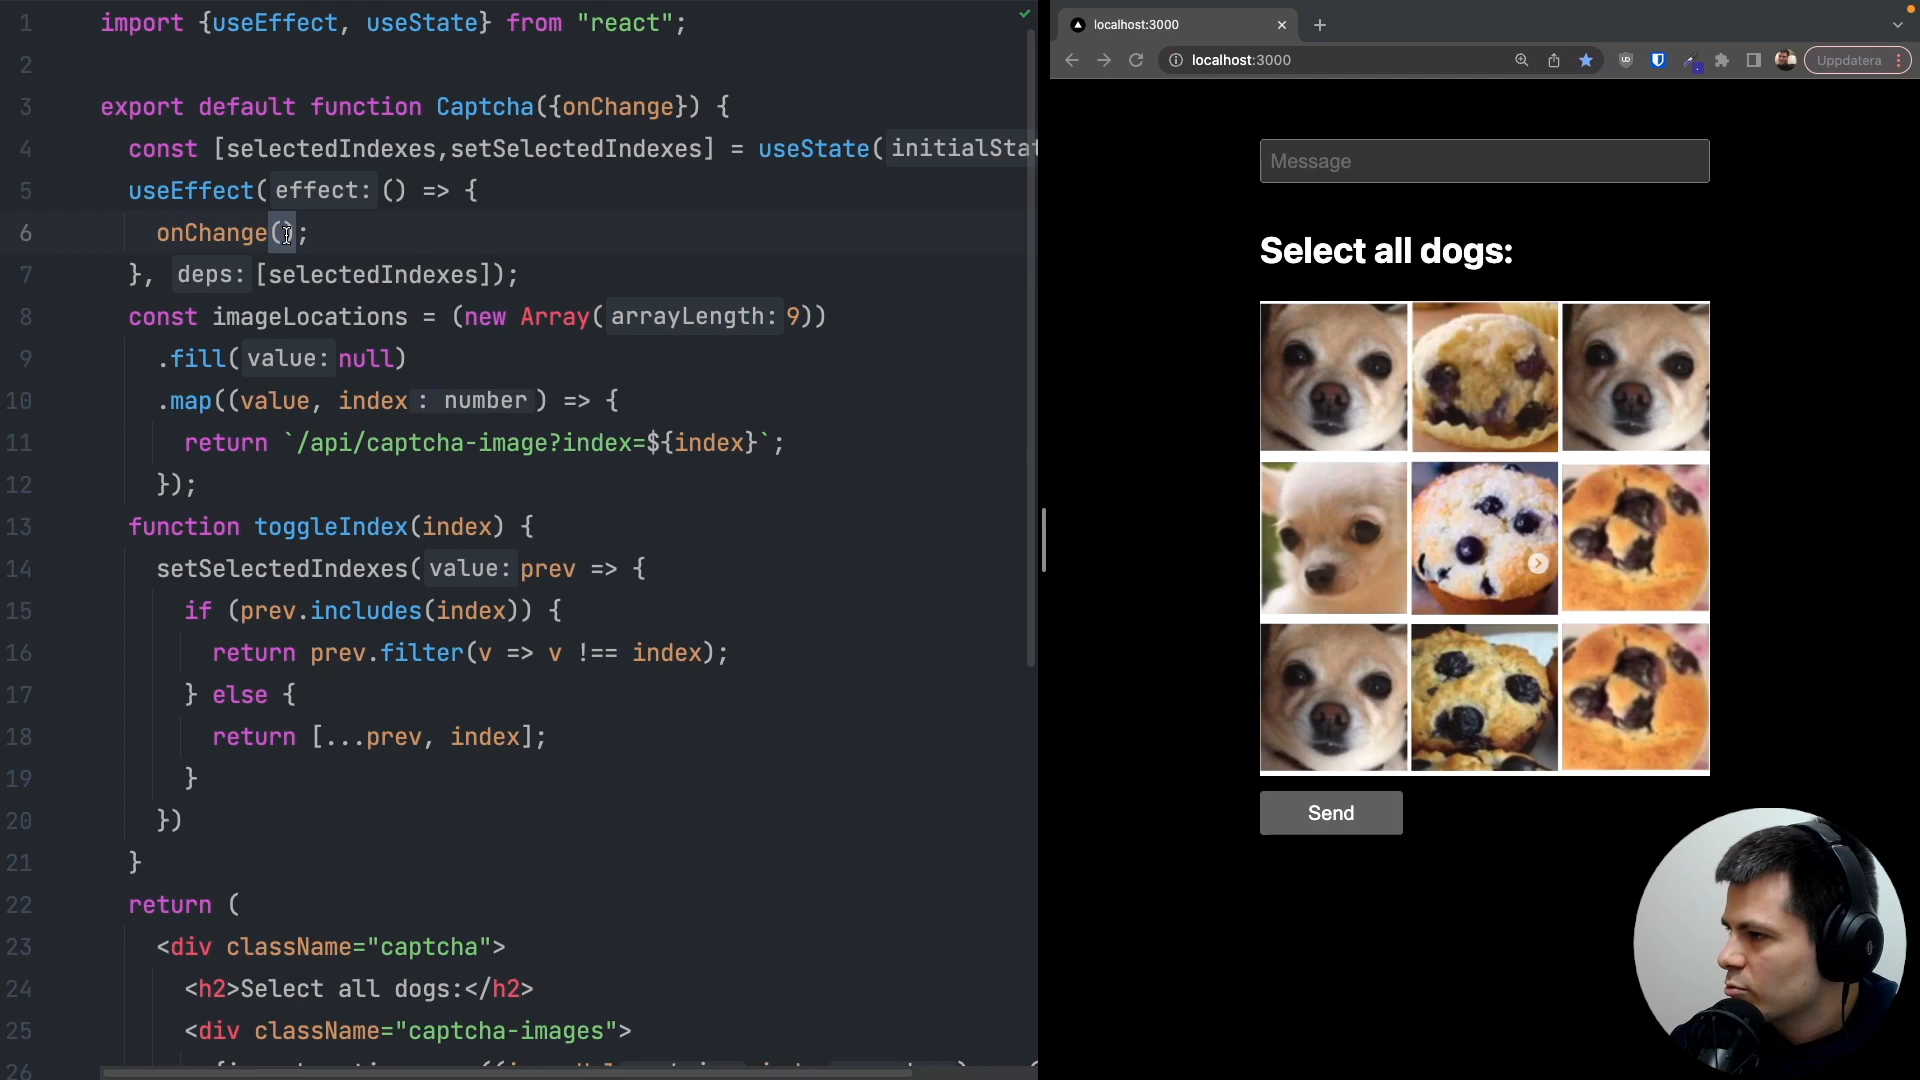 1 import {useEffect, useState} from "react";
2
3 export default function Captcha({onChange}) {
4 const [selectedIndexes,setSelectedIndexes] = useState( initialStat
5 useEffect( effect: () => {
6 onChange();
7 }, deps: [selectedIndexes]);
8 const imageLocations = (new Array( arrayLength: 9))
9 .fill( value: null)
10 .map((value, index : number ) => {
11 return `/api/captcha-image?index=${index}`;
12 });
13 function toggleIndex(index) {
14 setSelectedIndexes( value: prev => {
15 if (prev.includes(index)) {
16 return prev.filter(v => v !== index);
17 } else {
18 return [...prev, index];
19 }
20 })
21 }
22 return (
23 <div className="captcha">
24 <h2>Select all dogs:</h2>
25 <div className="captcha-images">
26
localhost:3000
localhost:3000
Uppdatera
Message
Select all dogs:
Send